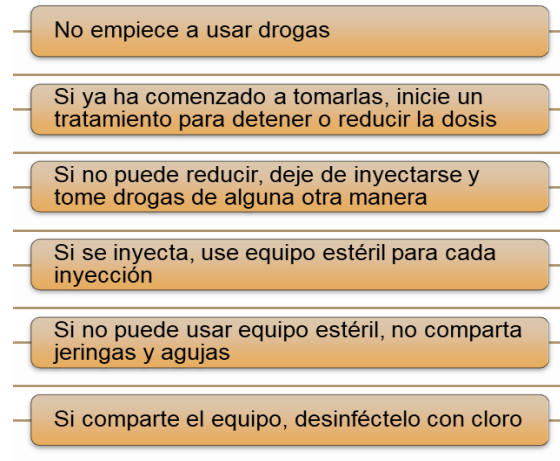 No empiece a usar drogas
Si ya ha comenzado a tomarlas, inicie un
tratamiento para detener o reducir la dosis
Si no puede reducir, deje de inyectarse y
tome drogas de alguna otra manera
Si se inyecta, use equipo estéril para cada
inyección
Si no puede usar equipo estéril, no comparta
jeringas y agujas
Si comparte el equipo, desinféctelo con cloro